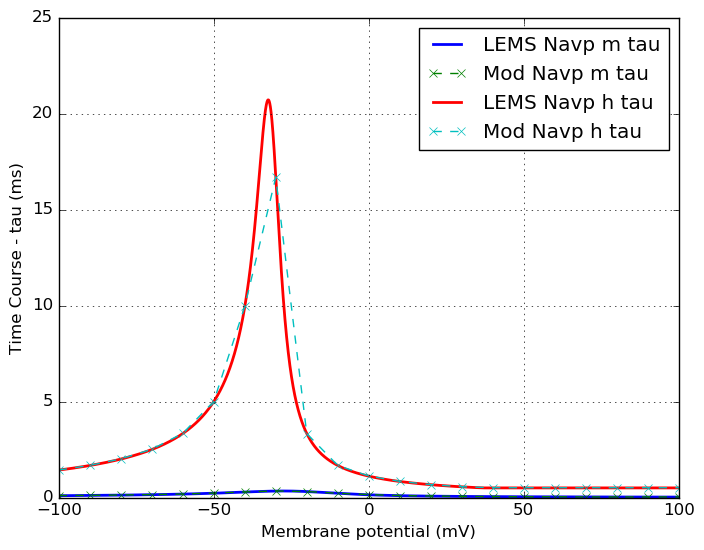 25
20
15
10
5
0
Time Course - tau (ms)
LEMS Navp m tau
Mod Navp m tau
LEMS Navp h tau
Mod Navp h tau
−100
−50
0
50
100
Membrane potential (mV)